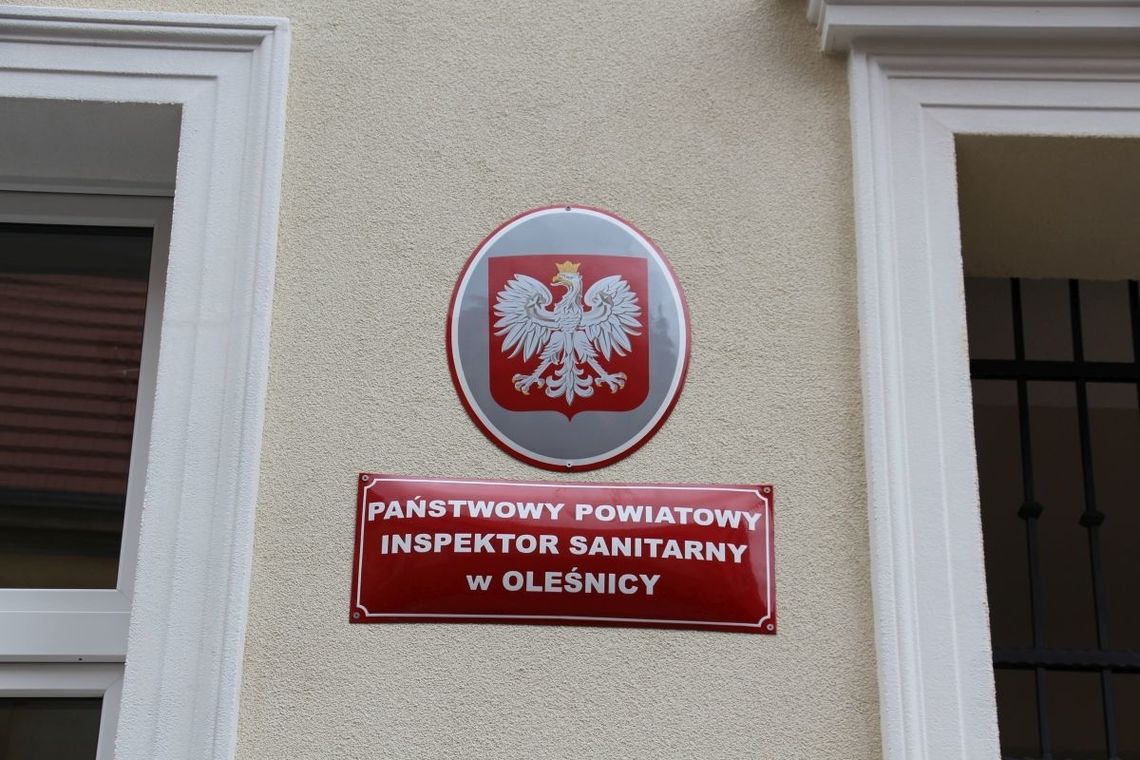 PAŃSTWOWY POWIATOWY
INSPEKTOR SANITARNY
w OLEŚNICY